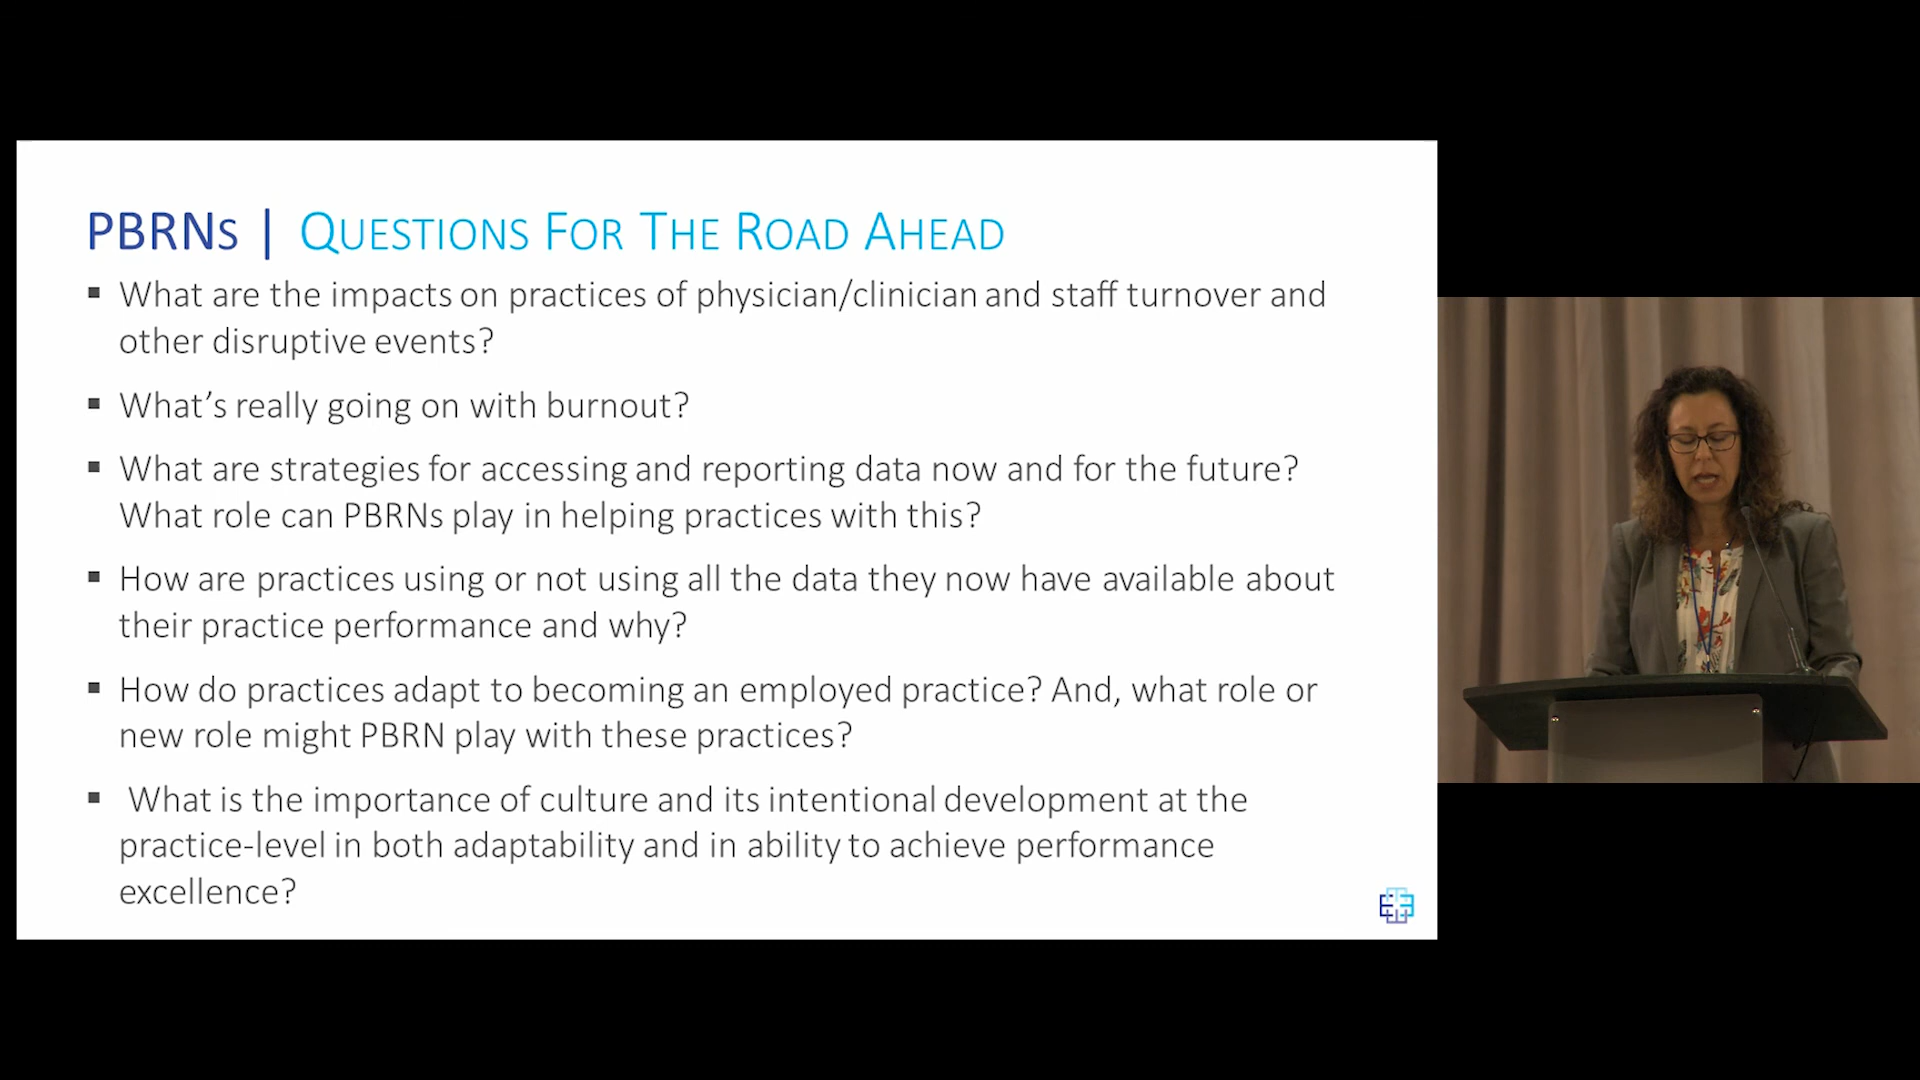 PBRNs | Questions For The Road Ahead
▪ What are the impacts on practices of physician/clinician and staff turnover and
other disruptive events?
▪ What’s really going on with burnout?
▪ What are strategies for accessing and reporting data now and for the future?
What role can PBRNs play in helping practices with this?
▪ How are practices using or not using all the data they now have available about
their practice performance and why?
▪ How do practices adapt to becoming an employed practice? And, what role or
new role might PBRN play with these practices?
▪ What is the importance of culture and its intentional development at the
practice-level in both adaptability and in ability to achieve performance
excellence?